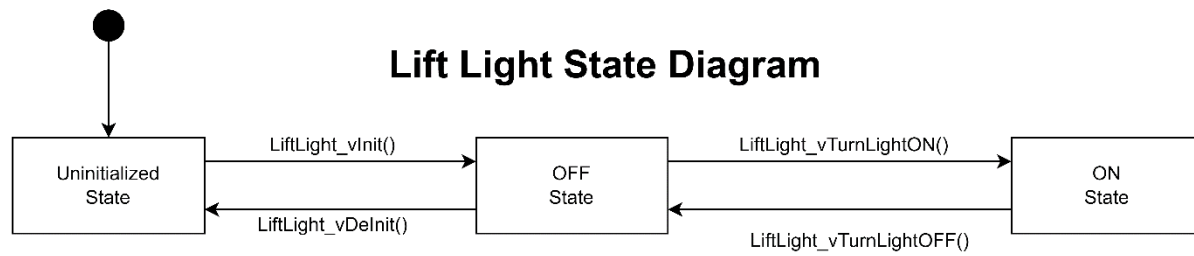 Lift Light State Diagram
Uninitialized
State
LiftLight_vInit()
LiftLight_vDeInit()
OFF
State
LiftLight_vTurnLightON()
LiftLight_vTurnLightOFF()
ON
State